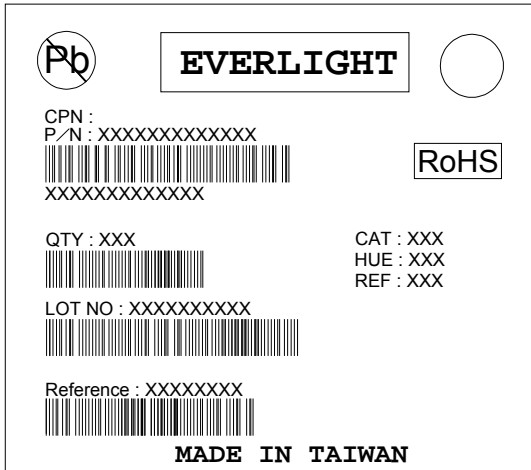 Pb
EVERLIGHT
CPN :
P/N : XXXXXXXXXXXXX
RoHS
XXXXXXXXXXXXX
QTY : XXX
CAT : XXX
HUE : XXX
REF : XXX
LOT NO : XXXXXXXXXX
Reference : XXXXXXXX
MADE IN TAIWAN